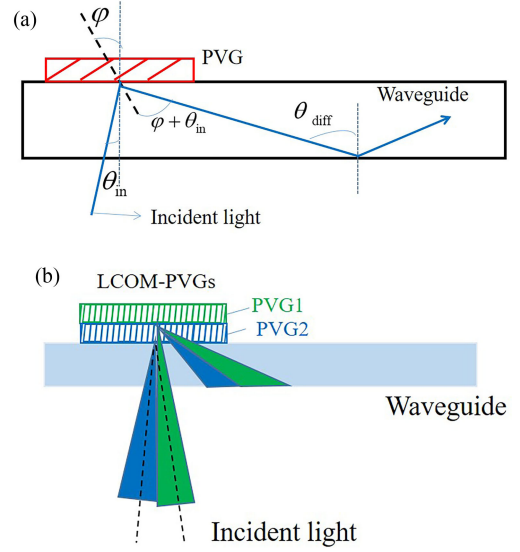 (a)
φ
PVG
Waveguide
φ + θin
θdiff
θin
Incident light
(b)
LCOM-PVGs
PVG1
PVG2
Waveguide
Incident light